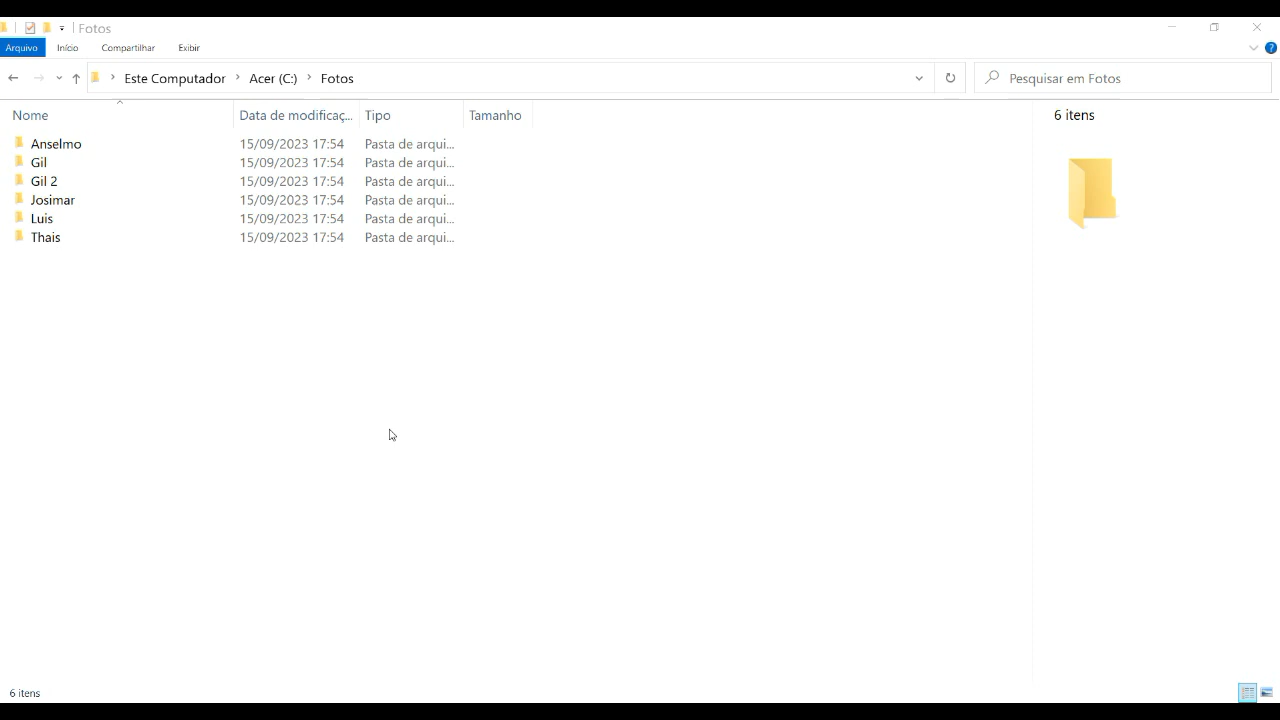 Fotos
Arquivo Início Compartilhar Exibir
Este Computador Acer (C:) Fotos Pesquisar em Fotos
Nome Data de modificaç... Tipo Tamanho 6 itens
Anselmo 15/09/2023 17:54 Pasta de arqui...
Gil 15/09/2023 17:54 Pasta de arqui...
Gil 2 15/09/2023 17:54 Pasta de arqui...
Josimar 15/09/2023 17:54 Pasta de arqui...
Luis 15/09/2023 17:54 Pasta de arqui...
Thais 15/09/2023 17:54 Pasta de arqui...
6 itens